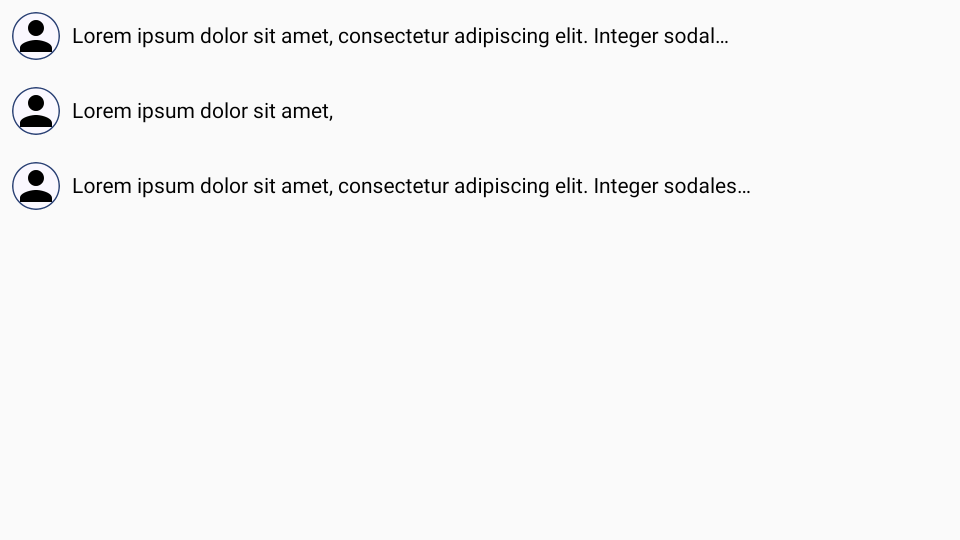 Lorem ipsum dolor sit amet, consectetur adipiscing elit. Integer sodal…
Lorem ipsum dolor sit amet,
Lorem ipsum dolor sit amet, consectetur adipiscing elit. Integer sodales…